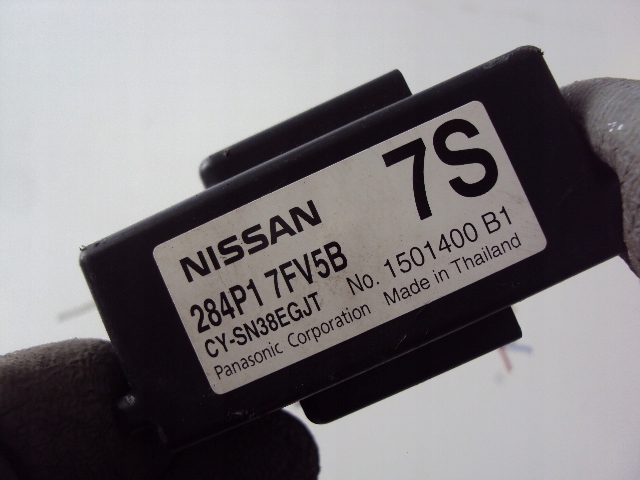 NISSAN 7S
284P1 7FV5B
CY-SN38EGJT No. 1501400 B1
Panasonic Corporation Made in Thailand